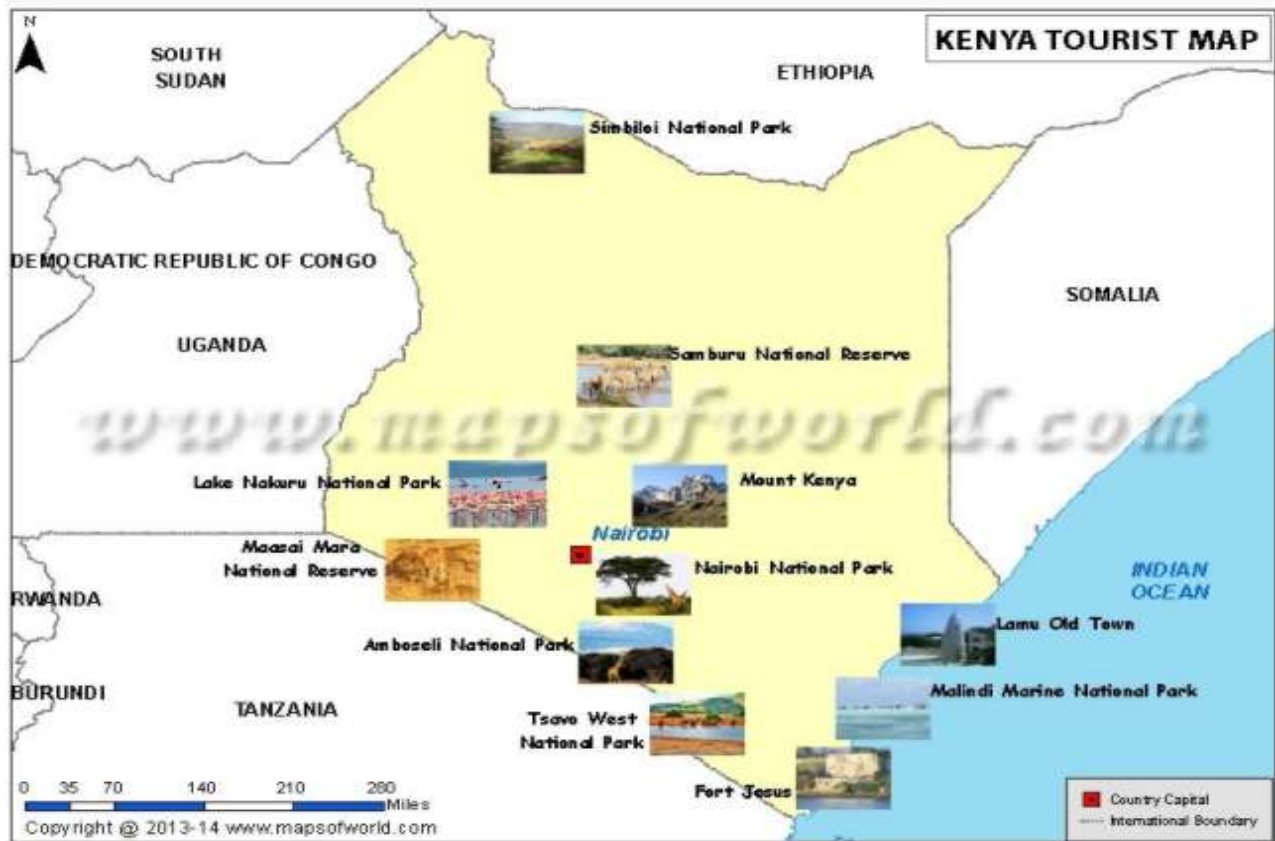 N
KENYA TOURIST MAP
SOUTH
SUDAN
ETHIOPIA
Simbiloi National Park
DEMOCRATIC REPUBLIC OF CONGO
SOMALIA
UGANDA
Samburu National Reserve
www.mapsofworld.com
Lake Nakuru National Park
Mount Kenya
Nairobi
Maasai Mara
National Reserve
Nairobi National Park
INDIAN
OCEAN
RWANDA
Lamu Old Town
Amboseli National Park
BURUNDI
TANZANIA
Malindi Marine National Park
Tsavo West
National Park
Fort Jesus
0 35 70 140 210 280
Miles
Copyright @ 2013-14 www.mapsofworld.com
Country Capital
International Boundary